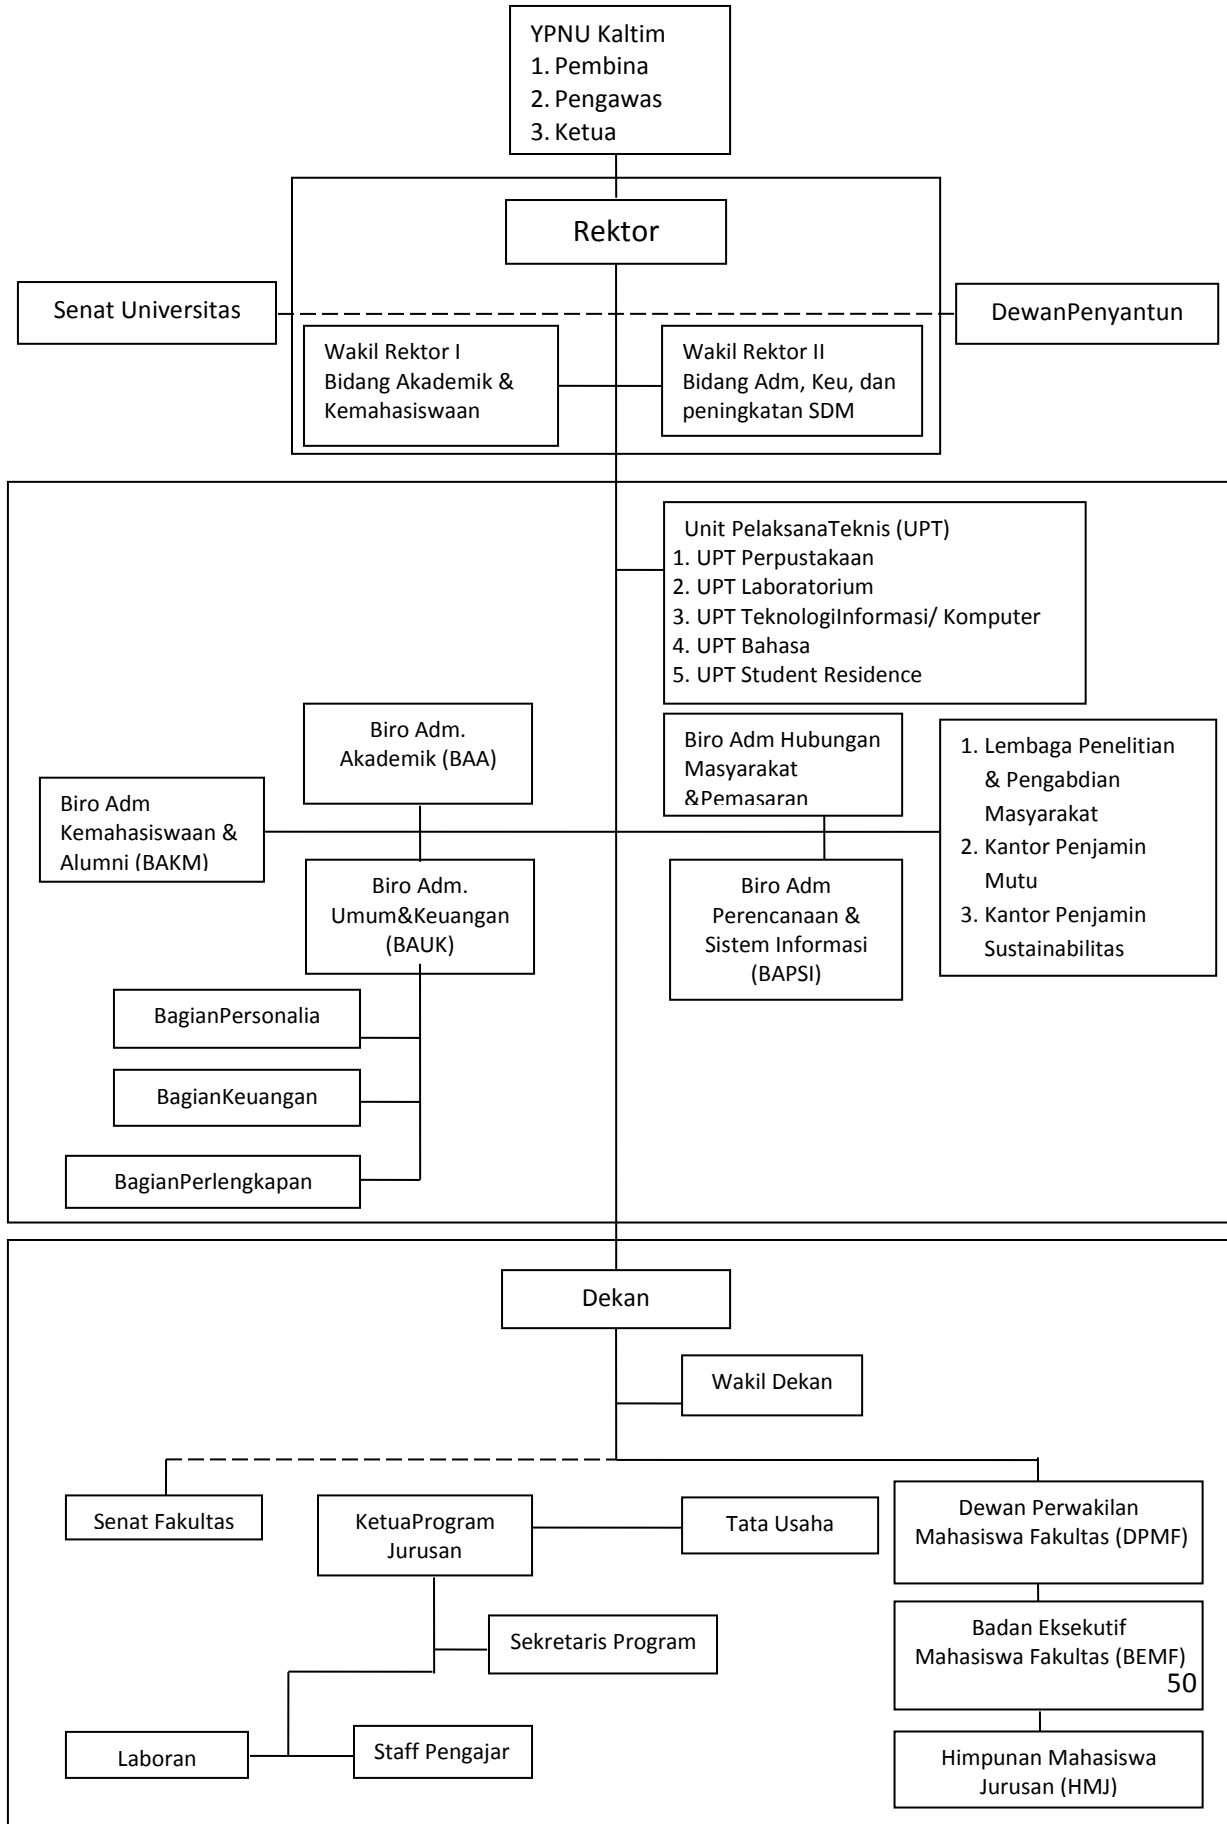 YPNU Kaltim
1. Pembina
2. Pengawas
3. Ketua
Rektor
Senat Universitas
DewanPenyantun
Wakil Rektor I
Bidang Akademik &
Kemahasiswaan
Wakil Rektor II
Bidang Adm, Keu, dan
peningkatan SDM
Unit PelaksanaTeknis (UPT)
1. UPT Perpustakaan
2. UPT Laboratorium
3. UPT TeknologiInformasi/ Komputer
4. UPT Bahasa
5. UPT Student Residence
Biro Adm.
Akademik (BAA)
Biro Adm Hubungan
Masyarakat
&Pemasaran
1. Lembaga Penelitian
& Pengabdian
Masyarakat
2. Kantor Penjamin
Mutu
3. Kantor Penjamin
Sustainabilitas
Biro Adm
Kemahasiswaan &
Alumni (BAKM)
Biro Adm.
Umum&Keuangan
(BAUK)
Biro Adm
Perencanaan &
Sistem Informasi
(BAPSI)
BagianPersonalia
BagianKeuangan
BagianPerlengkapan
Dekan
Wakil Dekan
Senat Fakultas
KetuaProgram
Jurusan
Tata Usaha
Dewan Perwakilan
Mahasiswa Fakultas (DPMF)
Sekretaris Program
Badan Eksekutif
Mahasiswa Fakultas (BEMF)
50
Laboran
Staff Pengajar
Himpunan Mahasiswa
Jurusan (HMJ)